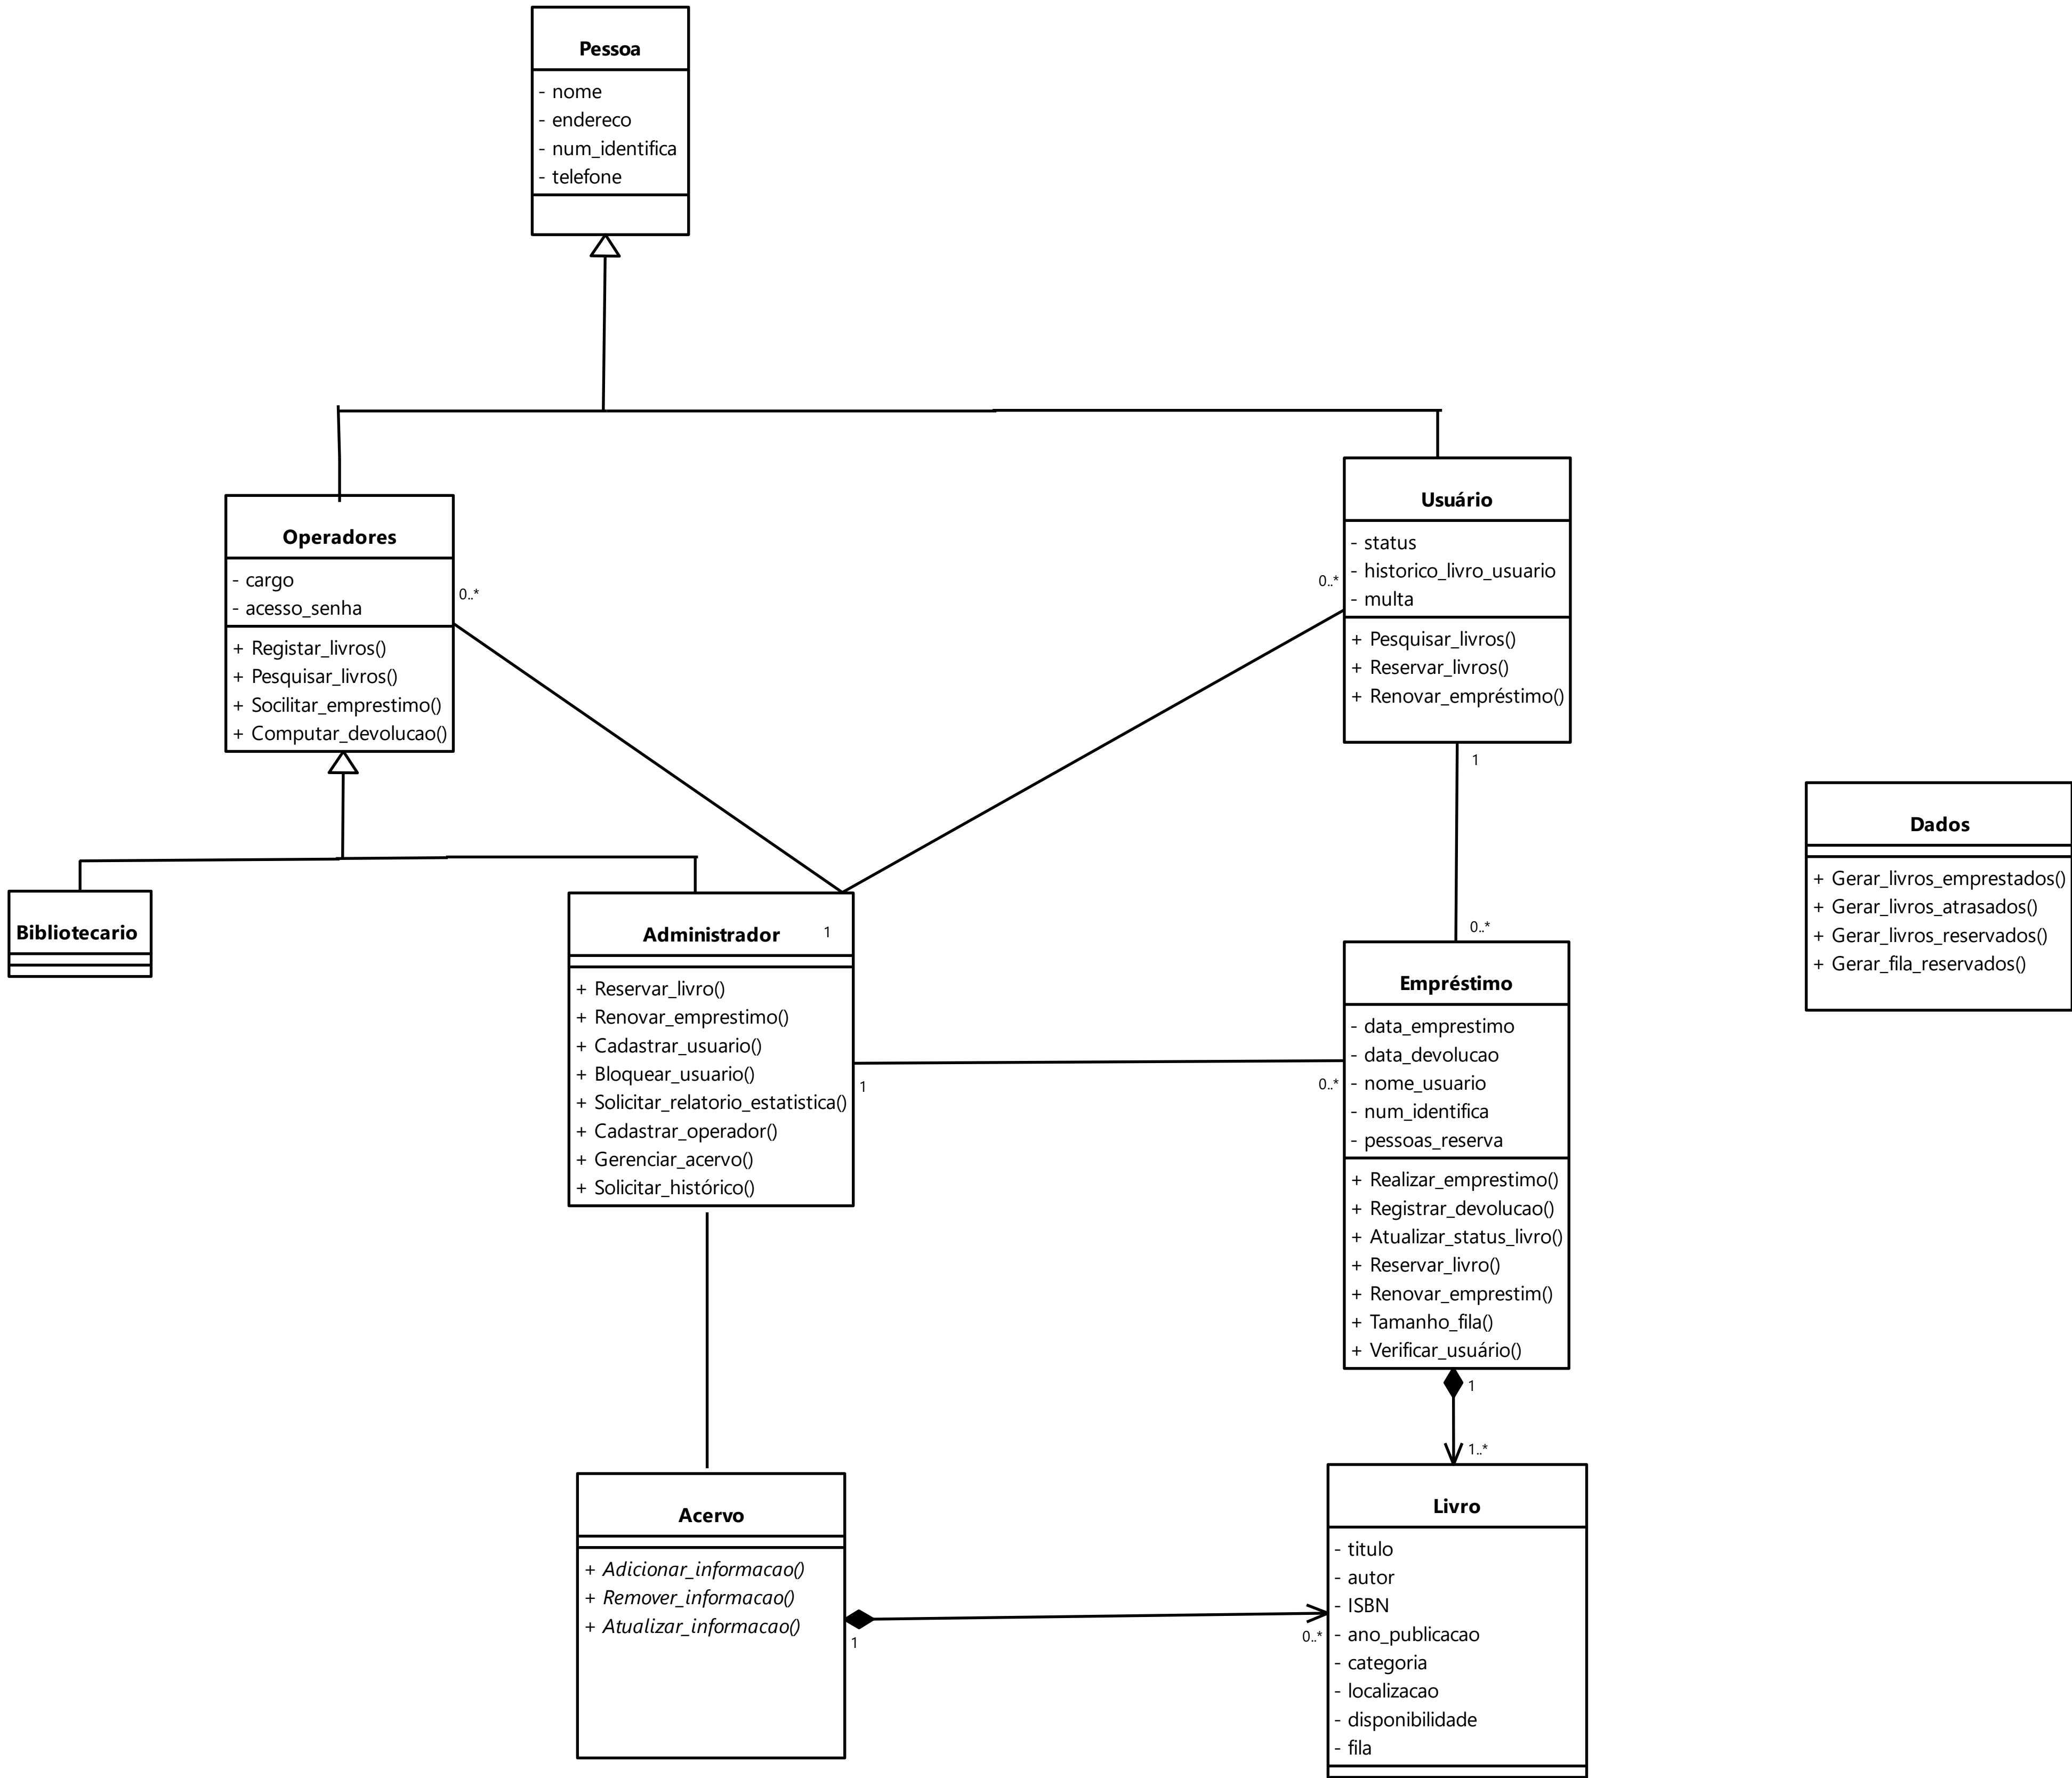 Pessoa
- nome
- endereco
- num_identifica
- telefone
Operadores
- cargo
- acesso_senha
+ Registar_livros()
+ Pesquisar_livros()
+ Socilitar_emprestimo()
+ Computar_devolucao()
0..*
Usuário
- status
- historico_livro_usuario
- multa
+ Pesquisar_livros()
+ Reservar_livros()
+ Renovar_empréstimo()
0..*
1
Dados
+ Gerar_livros_emprestados()
+ Gerar_livros_atrasados()
+ Gerar_livros_reservados()
+ Gerar_fila_reservados()
Bibliotecario
Administrador
1
+ Reservar_livro()
+ Renovar_emprestimo()
+ Cadastrar_usuario()
+ Bloquear_usuario()
+ Solicitar_relatorio_estatistica()
+ Cadastrar_operador()
+ Gerenciar_acervo()
+ Solicitar_histórico()
1
0..*
0..*
Empréstimo
- data_emprestimo
- data_devolucao
- nome_usuario
- num_identifica
- pessoas_reserva
+ Realizar_emprestimo()
+ Registrar_devolucao()
+ Atualizar_status_livro()
+ Reservar_livro()
+ Renovar_emprestim()
+ Tamanho_fila()
+ Verificar_usuário()
1
1..*
Acervo
+ Adicionar_informacao()
+ Remover_informacao()
+ Atualizar_informacao()
1
0..*
Livro
- titulo
- autor
- ISBN
- ano_publicacao
- categoria
- localizacao
- disponibilidade
- fila